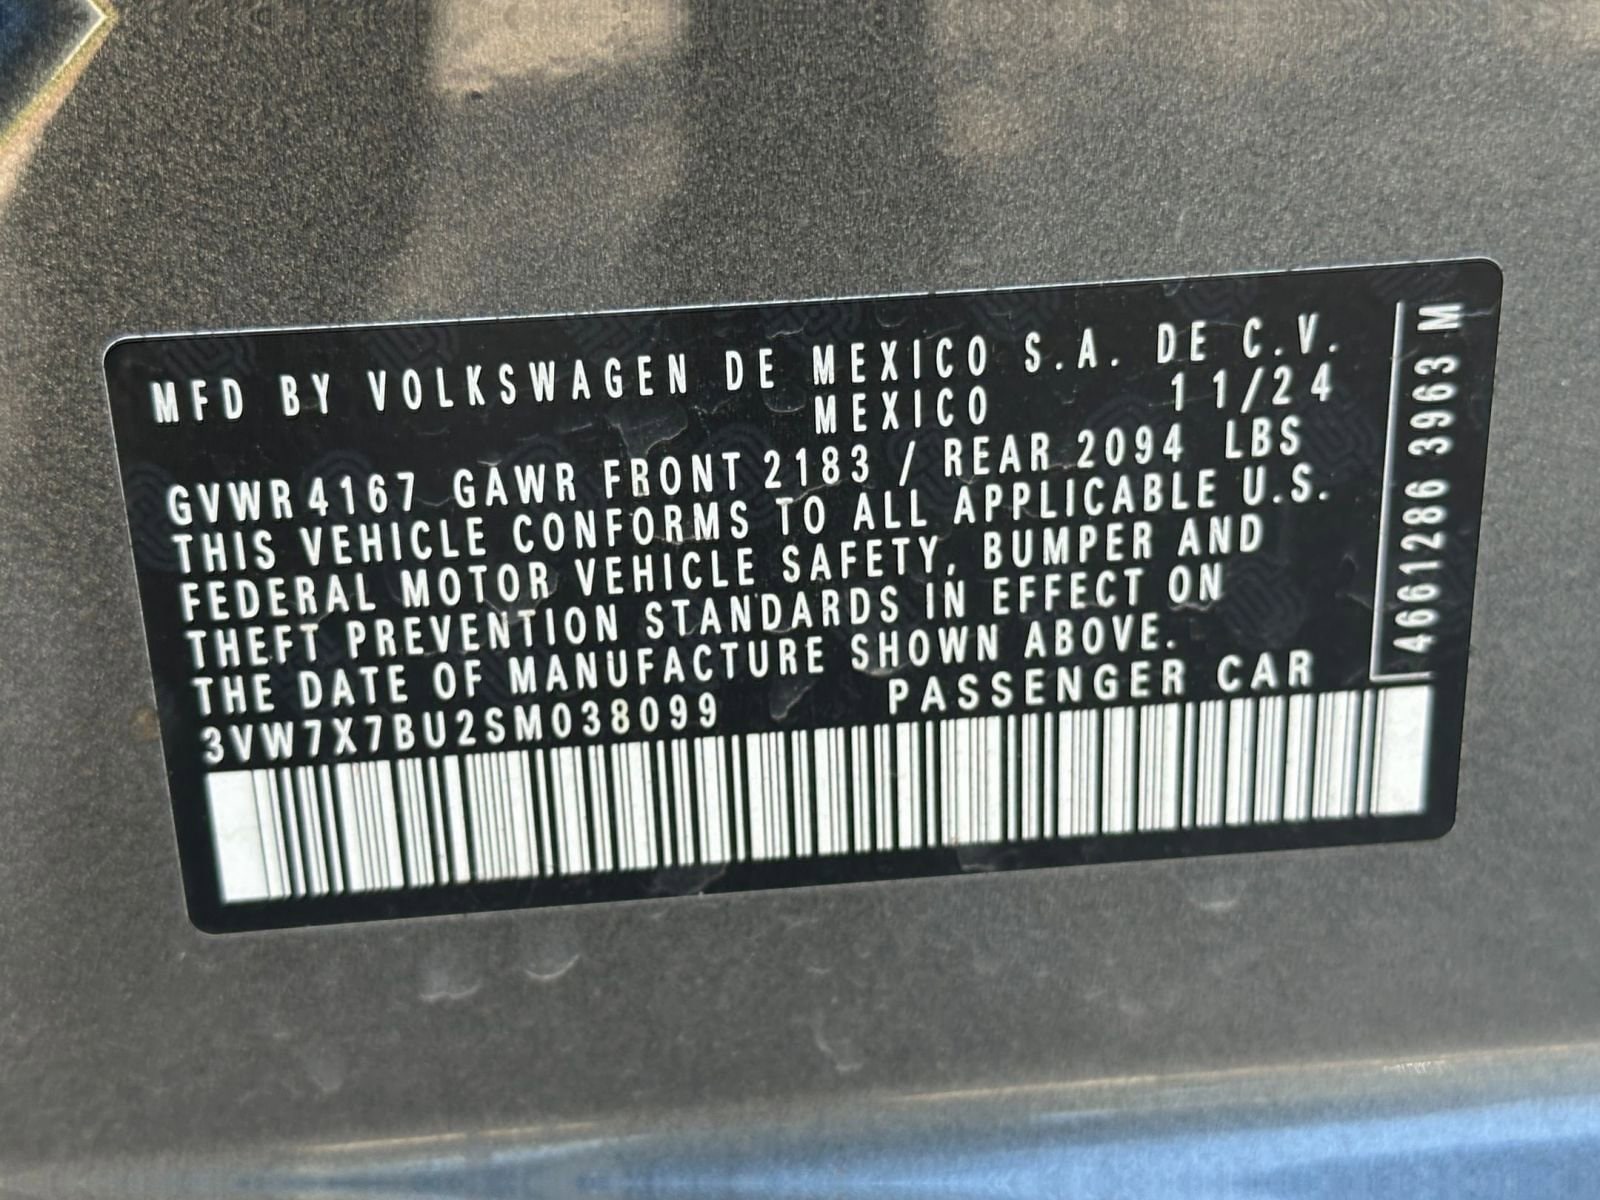 MFD BY VOLKSWAGEN DE MEXICO S.A. DE C.V.
MEXICO 11/24
GVWR 4167 GAWR FRONT 2183 / REAR 2094 LBS
THIS VEHICLE CONFORMS TO ALL APPLICABLE U.S.
FEDERAL MOTOR VEHICLE SAFETY, BUMPER AND
THEFT PREVENTION STANDARDS IN EFFECT ON
THE DATE OF MANUFACTURE SHOWN ABOVE.
3VW7X7BU2SM038099 PASSENGER CAR
4661286 3963 M